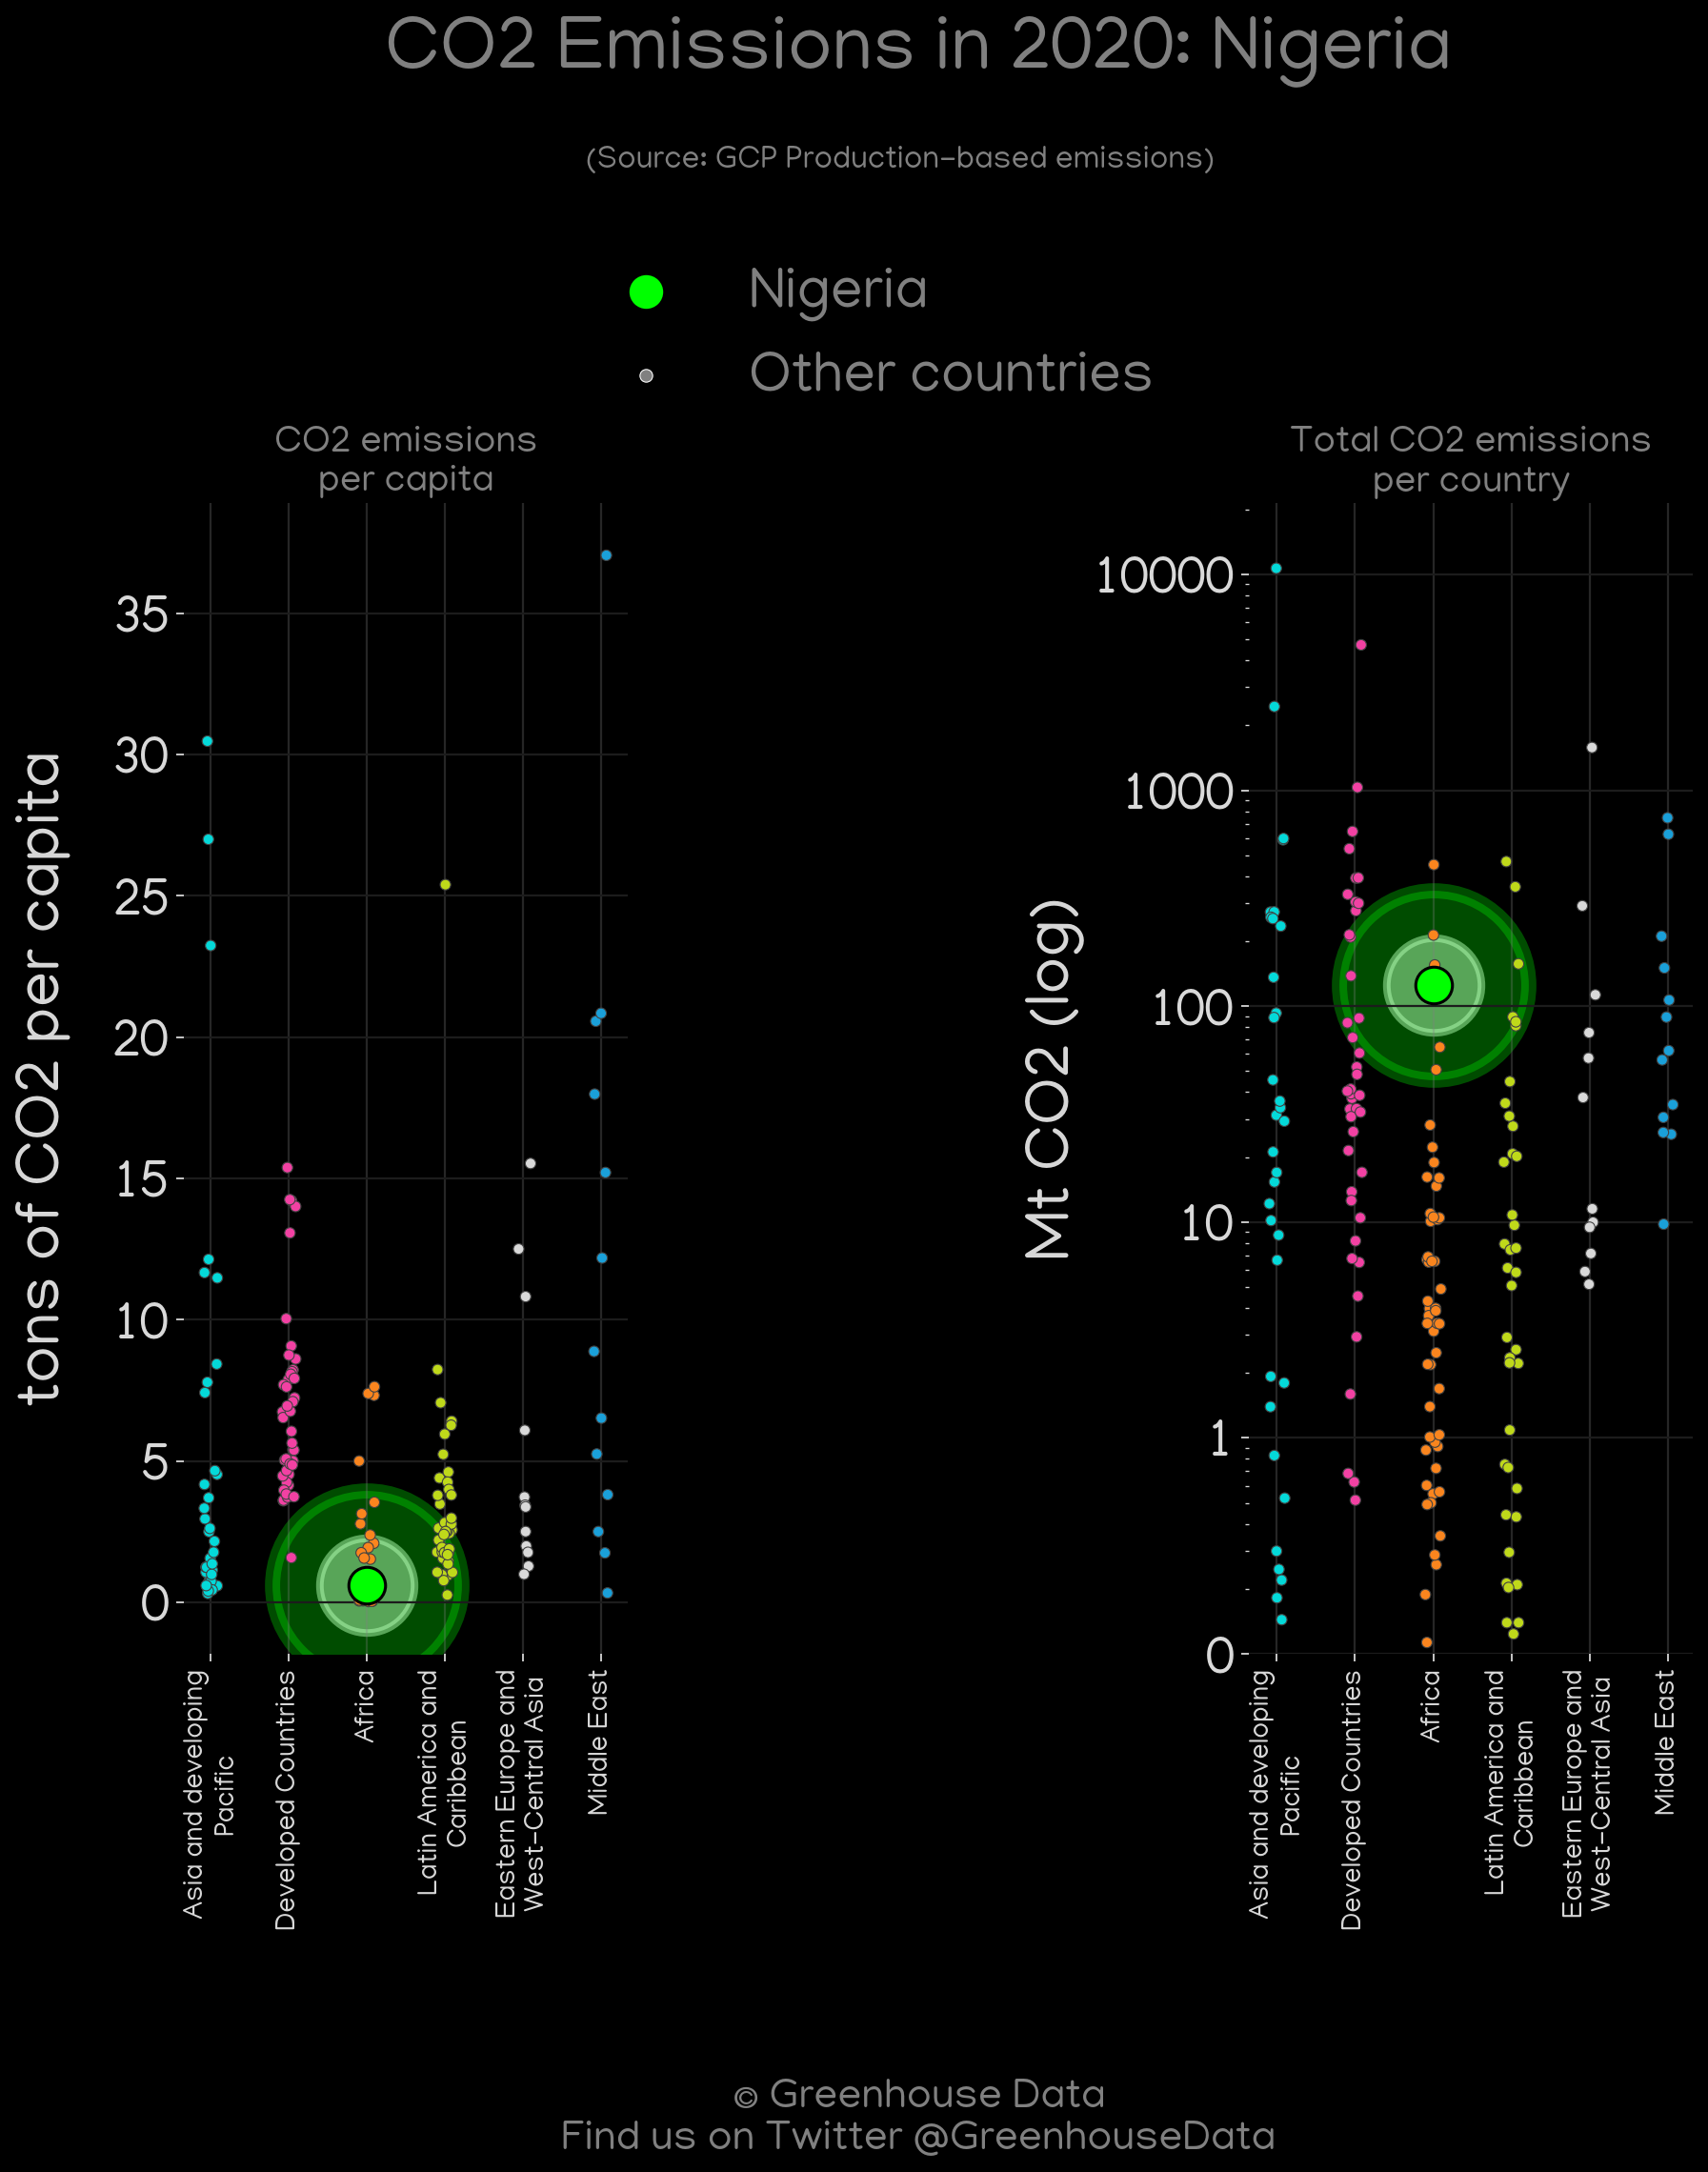 CO2 Emissions in 2020: Nigeria
(Source: GCP Production-based emissions)
Nigeria
Other countries
CO2 emissions
per capita
tons of CO2 per capita
35
30
25
20
15
10
5
0
Asia and developing
Pacific
Developed Countries
Africa
Latin America and
Caribbean
Eastern Europe and
West-Central Asia
Middle East
Total CO2 emissions
per country
Mt CO2 (log)
10000
1000
100
10
1
0
Asia and developing
Pacific
Developed Countries
Africa
Latin America and
Caribbean
Eastern Europe and
West-Central Asia
Middle East
© Greenhouse Data
Find us on Twitter @GreenhouseData